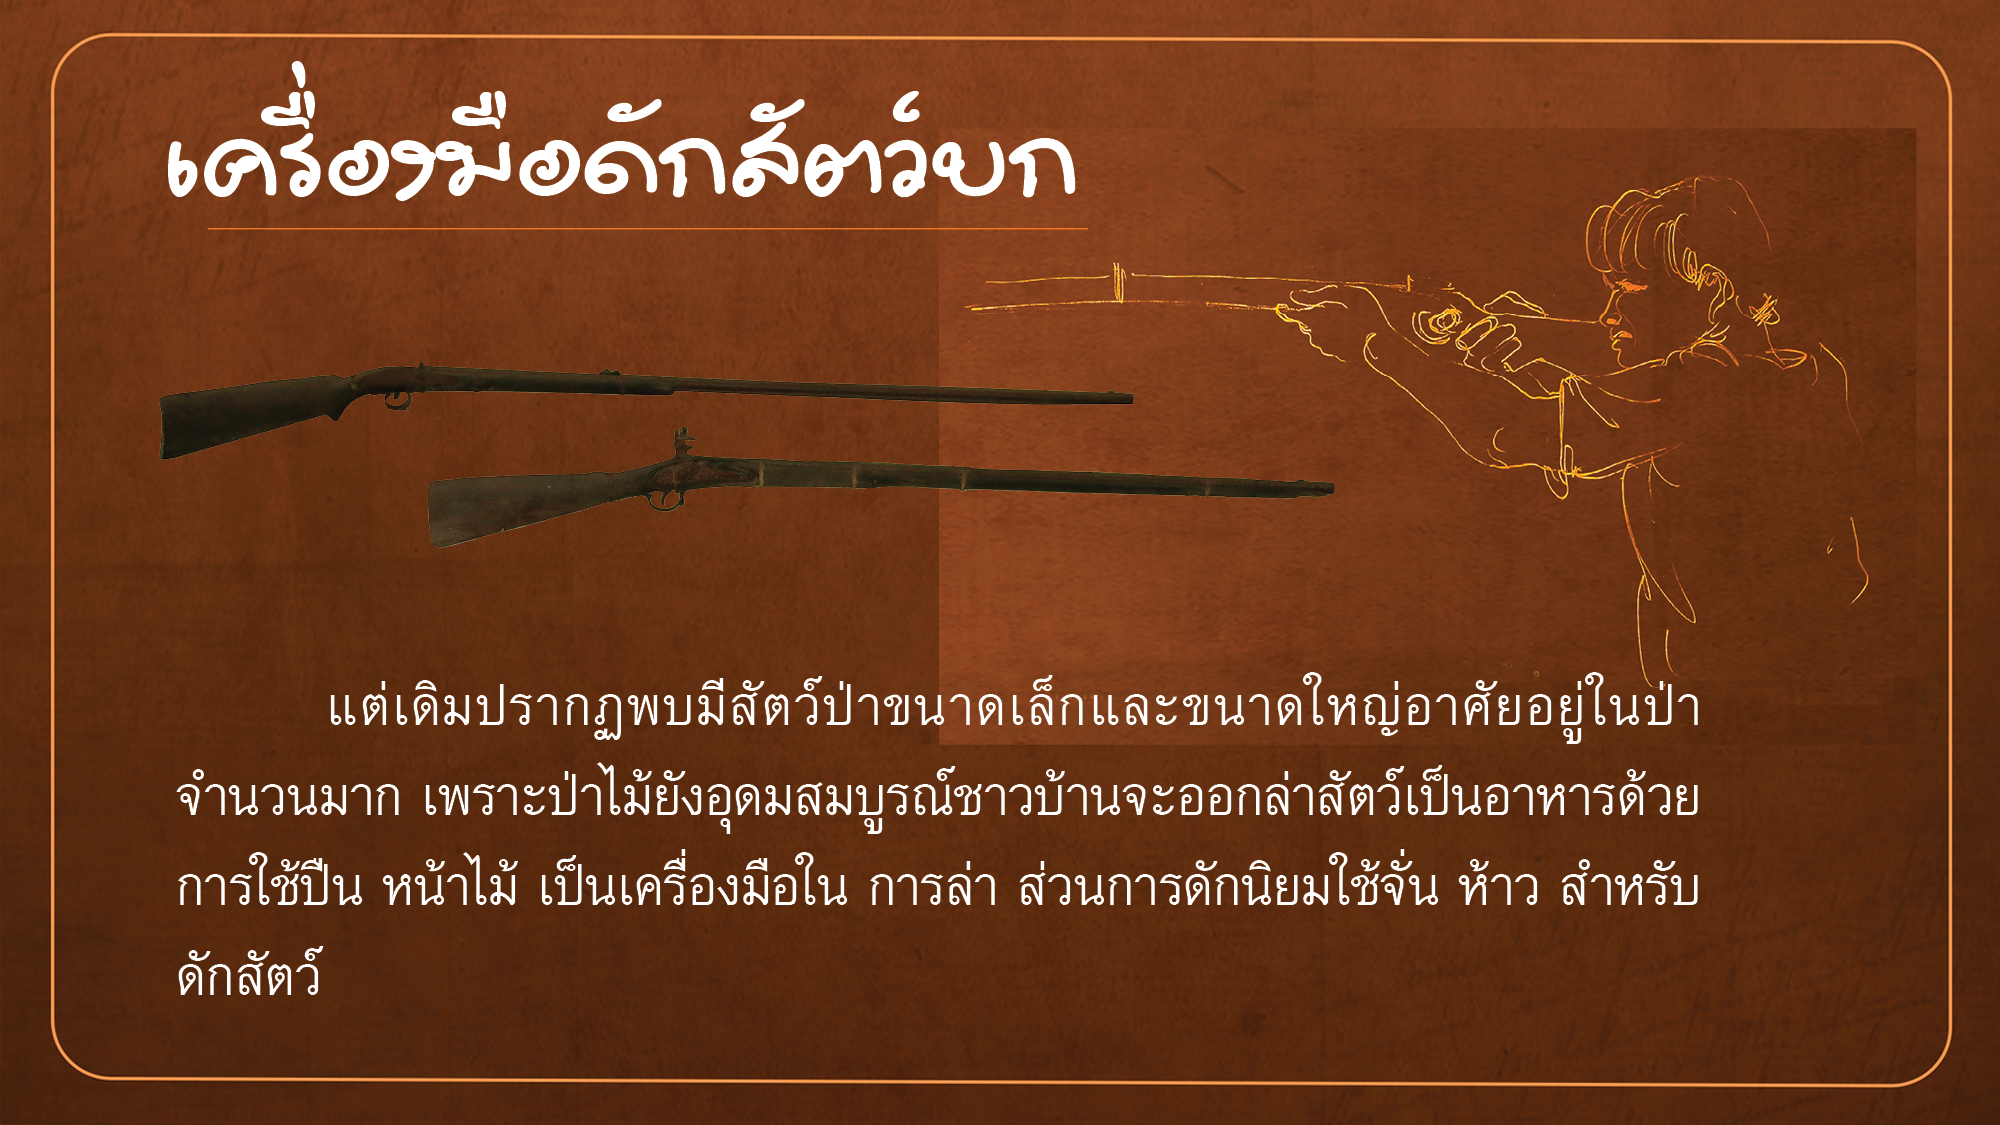 เครื่องมือดักสัตว์บก
แต่เดิมปรากฏพบมีสัตว์ป่าขนาดเล็กและขนาดใหญ่อาศัยอยู่ในป่า
จำนวนมาก เพราะป่าไม้ยังอุดมสมบูรณ์ชาวบ้านจะออกล่าสัตว์เป็นอาหารด้วย
การใช้ปืน หน้าไม้ เป็นเครื่องมือใน การล่า ส่วนการดักนิยมใช้จั่น ห้าว สำหรับ
ดักสัตว์